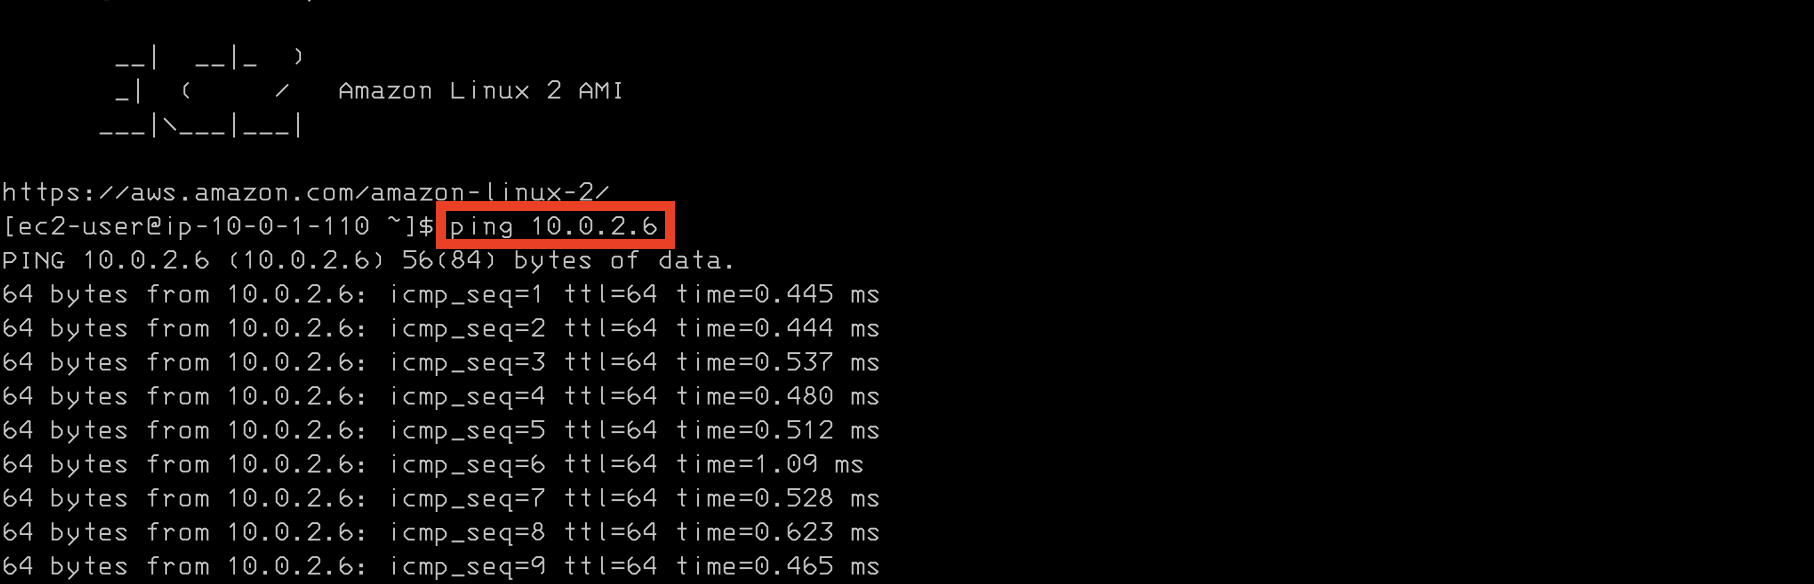 __|  __|_  )
_|  (     /   Amazon Linux 2 AMI
___|\___|___|
https://aws.amazon.com/amazon-linux-2/
[ec2-user@ip-10-0-1-110 ~]$ ping 10.0.2.6
PING 10.0.2.6 (10.0.2.6) 56(84) bytes of data.
64 bytes from 10.0.2.6: icmp_seq=1 ttl=64 time=0.445 ms
64 bytes from 10.0.2.6: icmp_seq=2 ttl=64 time=0.444 ms
64 bytes from 10.0.2.6: icmp_seq=3 ttl=64 time=0.537 ms
64 bytes from 10.0.2.6: icmp_seq=4 ttl=64 time=0.480 ms
64 bytes from 10.0.2.6: icmp_seq=5 ttl=64 time=0.512 ms
64 bytes from 10.0.2.6: icmp_seq=6 ttl=64 time=1.09 ms
64 bytes from 10.0.2.6: icmp_seq=7 ttl=64 time=0.528 ms
64 bytes from 10.0.2.6: icmp_seq=8 ttl=64 time=0.623 ms
64 bytes from 10.0.2.6: icmp_seq=9 ttl=64 time=0.465 ms